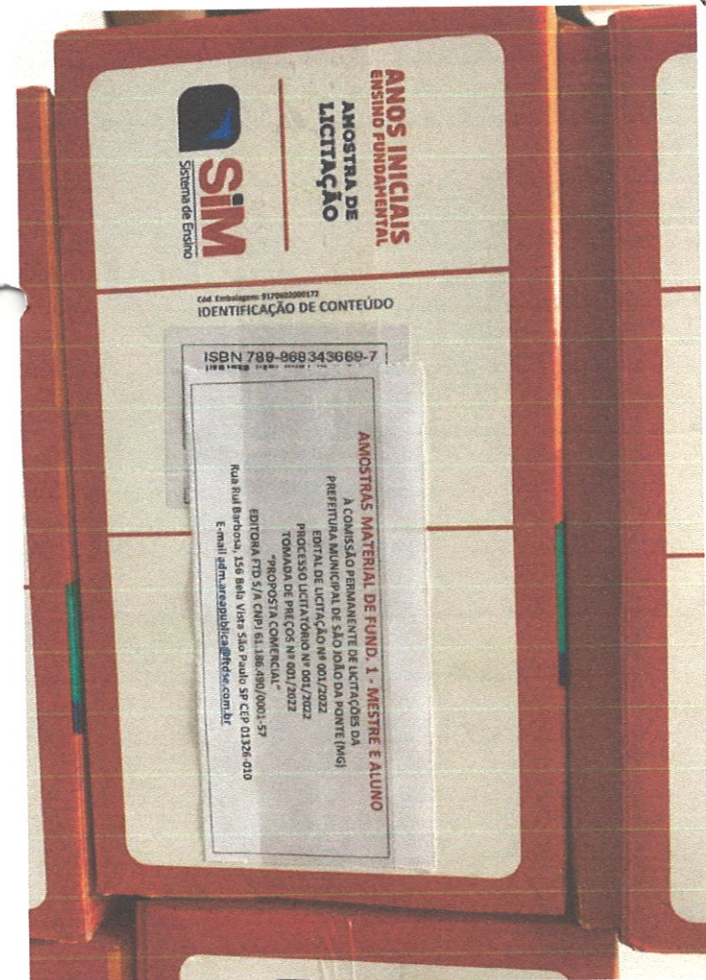 ANOS INICIAIS
ENSINO FUNDAMENTAL
AMOSTRA DE
LICITAÇÃO
SIM
Sistema de Ensino
Cód. Embalagem: 9170602000172
IDENTIFICAÇÃO DE CONTEÚDO
ISBN 789-868343669-7
AMOSTRAS MATERIAL DE FUND. 1 - MESTRE E ALUNO
À COMISSÃO PERMANENTE DE LICITAÇÕES DA
PREFEITURA MUNICIPAL DE SÃO JOÃO DA PONTE (MG)
EDITAL DE LICITAÇÃO Nº 001/2022
PROCESSO LICITATÓRIO Nº 001/2022
TOMADA DE PREÇOS Nº 001/2022
"PROPOSTA COMERCIAL"
EDITORA FTD S/A CNPJ 61.186.490/0001-57
Rua Rui Barbosa, 156 Bela Vista São Paulo SP CEP 01326-010
E-mail adm.areapublica@ftdse.com.br